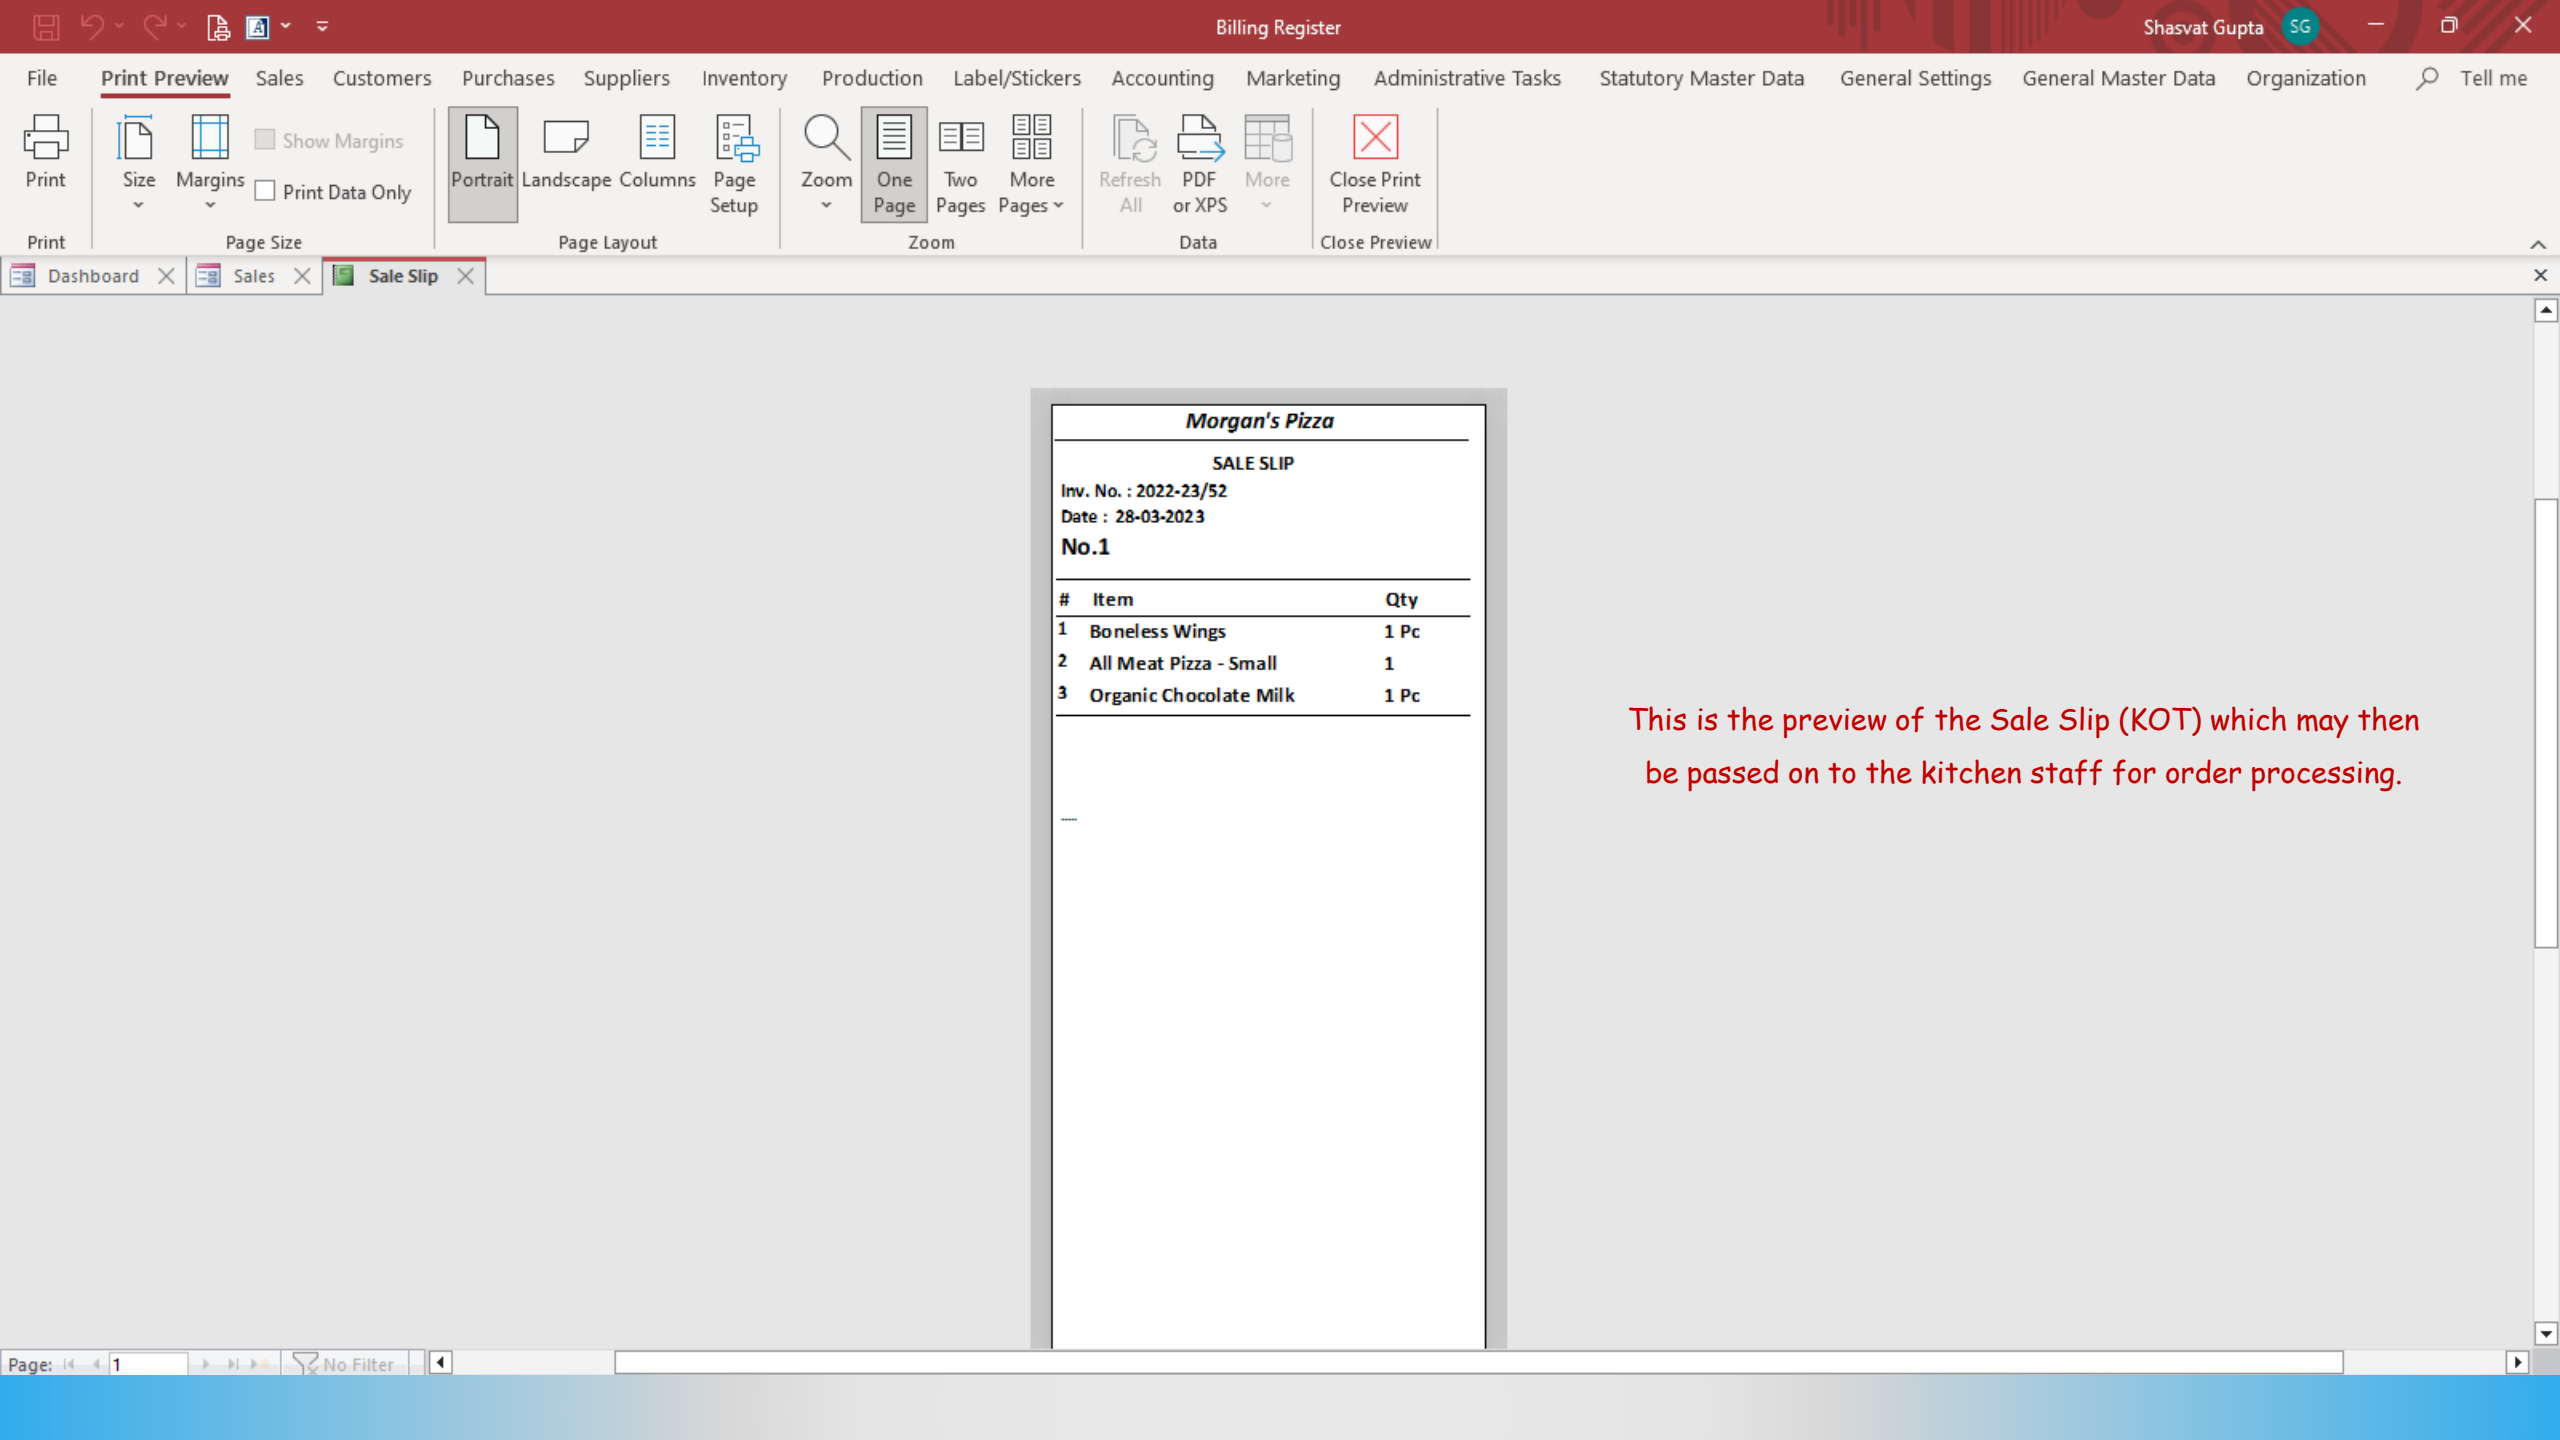 Billing Register
Shasvat Gupta SG
File Print Preview Sales Customers Purchases Suppliers Inventory Production Label/Stickers Accounting Marketing Administrative Tasks Statutory Master Data General Settings General Master Data Organization Tell me
Print
Size
Margins
Show Margins
Print Data Only
Portrait
Landscape
Columns
Page
Setup
Zoom
One
Page
Two
Pages
More
Pages
Refresh
All
PDF
or XPS
More
Close Print
Preview
Print Page Size Page Layout Zoom Data Close Preview
Dashboard Sales Sale Slip
Morgan's Pizza
SALE SLIP
Inv. No. : 2022-23/52
Date : 28-03-2023
No.1
# Item Qty
1 Boneless Wings 1 Pc
2 All Meat Pizza - Small 1
3 Organic Chocolate Milk 1 Pc
This is the preview of the Sale Slip (KOT) which may then
be passed on to the kitchen staff for order processing.
Page: 1 No Filter